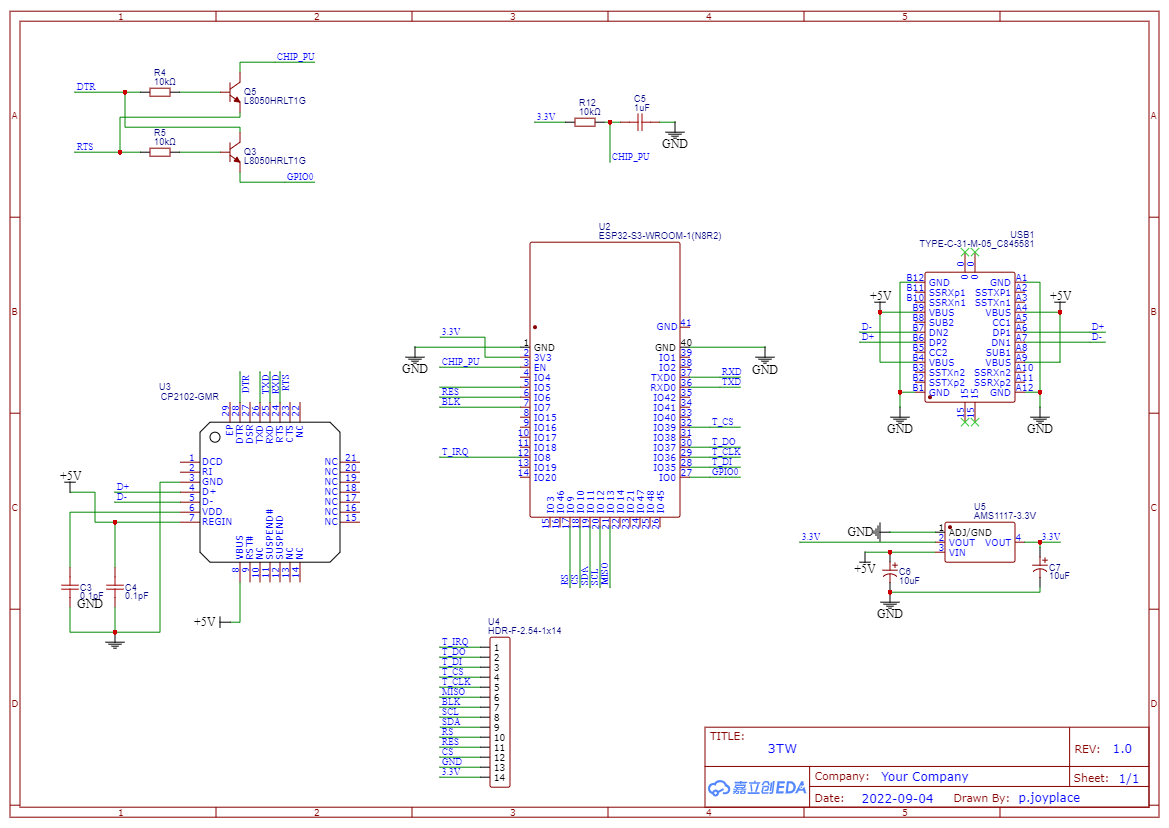 1 2 3 4 5
A A
B B
C C
D D
1 2 3 4 5
DTR
R4
10kΩ
CHIP_PU
Q5
L8050HRLT1G
RTS
R5
10kΩ
Q3
L8050HRLT1G
GPIO0
3.3V
R12
10kΩ
C5
1uF
GND
CHIP_PU
U2
ESP32-S3-WROOM-1(N8R2)
3.3V
GND
CHIP_PU
RES
BLK
T_IRQ
1 GND
2 3V3
3 EN
4 IO4
5 IO5
6 IO6
7 IO7
8 IO15
9 IO16
10 IO17
11 IO18
12 IO8
13 IO19
14 IO20
GND 41
GND 40
IO1 39
IO2 38
TXD0 37 RXD
RXD0 36 TXD
IO42 35
IO41 34
IO40 33
IO39 32 T_CS
IO38 31
IO37 30 T_DO
IO36 29 T_CLK
IO35 28 T_DI
IO0 27 GPIO0
GND
IO3 IO46 IO9 IO10 IO11 IO12 IO13 IO14 IO21 IO47 IO48 IO45
15 16 17 18 19 20 21 22 23 24 25 26
RS CS SDA SCL MISO
USB1
TYPE-C-31-M-05_C845581
0 0
0 0
+5V
+5V
D-
D+
D+
D-
B12 GND
B11 SSRXp1
B10 SSRXn1
B9 VBUS
B8 SUB2
B7 DN2
B6 DP2
B5 CC2
B4 VBUS
B3 SSTXn2
B2 SSTXp2
B1 GND
GND A1
SSTXP1 A2
SSTXn1 A3
VBUS A4
CC1 A5
DP1 A6
DN1 A7
SUB1 A8
VBUS A9
SSRXn2 A10
SSRXp2 A11
GND A12
15 15
15 15
GND
GND
U3
CP2102-GMR
DTR TXD RXD RTS
29 28 27 26 25 24 23 22
EP DTR DSR TXD RXD RTS CTS NC
1 DCD
2 RI
3 GND
4 D+
5 D-
6 VDD
7 REGIN
NC 21
NC 20
NC 19
NC 18
NC 17
NC 16
NC 15
VBUS RST# NC SUSPEND# SUSPEND NC NC
8 9 10 11 12 13 14
+5V
D+
D-
C3
0.1pF
C4
0.1pF
GND
+5V
U5
AMS1117-3.3V
3.3V
GND
1 ADJ/GND
2 VOUT
3 VIN
VOUT 4
3.3V
+5V
C6
10uF
C7
10uF
GND
U4
HDR-F-2.54-1x14
T_IRQ 1
T_DO 2
T_DI 3
T_CS 4
T_CLK 5
MISO 6
BLK 7
SCL 8
SDA 9
RS 10
RES 11
CS 12
GND 13
3.3V 14
TITLE:
3TW
REV: 1.0
嘉立创EDA
Company: Your Company
Sheet: 1/1
Date: 2022-09-04 Drawn By: p.joyplace